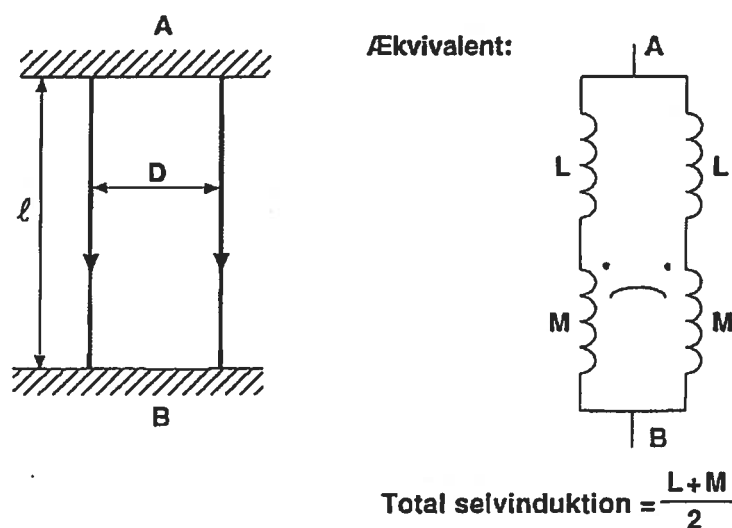 A
D
ℓ
B
Ækvivalent:
A
L L
M M
B
Total selvinduktion = L+M
2